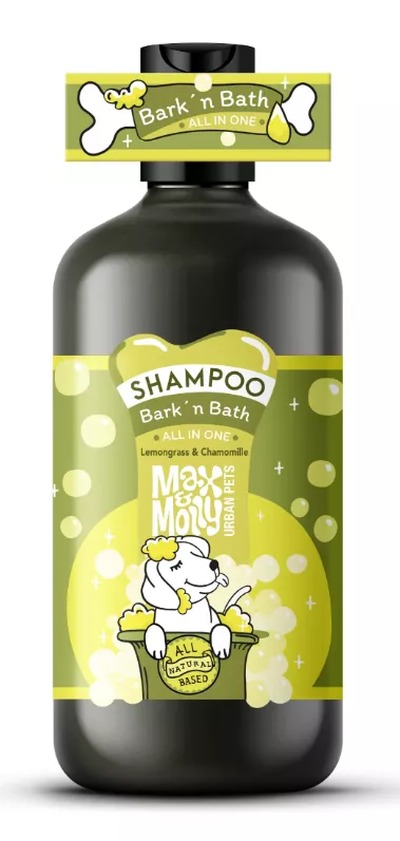 Bark´n Bath
• ALL IN ONE •
SHAMPOO
Bark´n Bath
• ALL IN ONE •
Lemongrass & Chamomille
Max
&
Molly
URBAN PETS
ALL
NATURAL
BASED